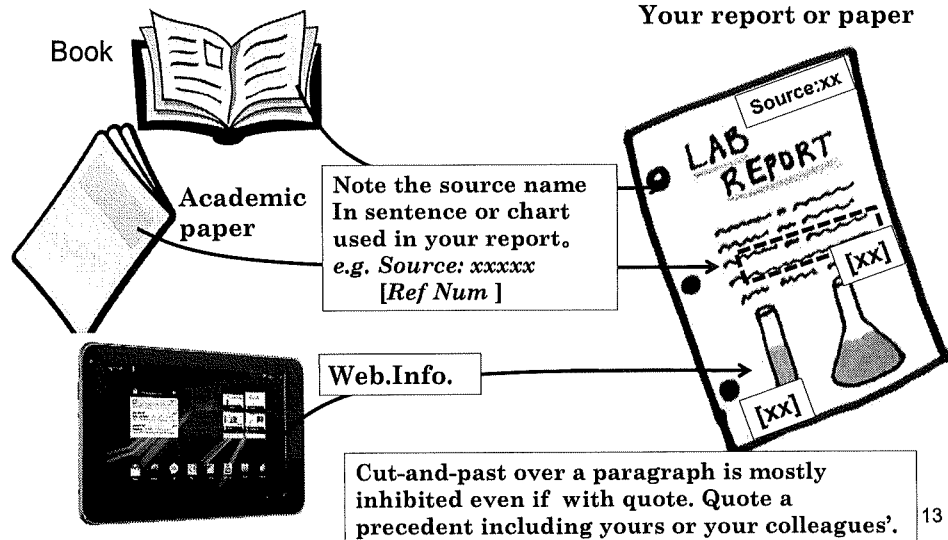 Your report or paper
Book
Source:xx
LAB
REPORT
Academic
paper
Note the source name
In sentence or chart
used in your report。
e.g. Source: xxxxx
[Ref Num ]
[xx]
Web.Info.
[xx]
Cut-and-past over a paragraph is mostly
inhibited even if with quote. Quote a
precedent including yours or your colleagues'.
13